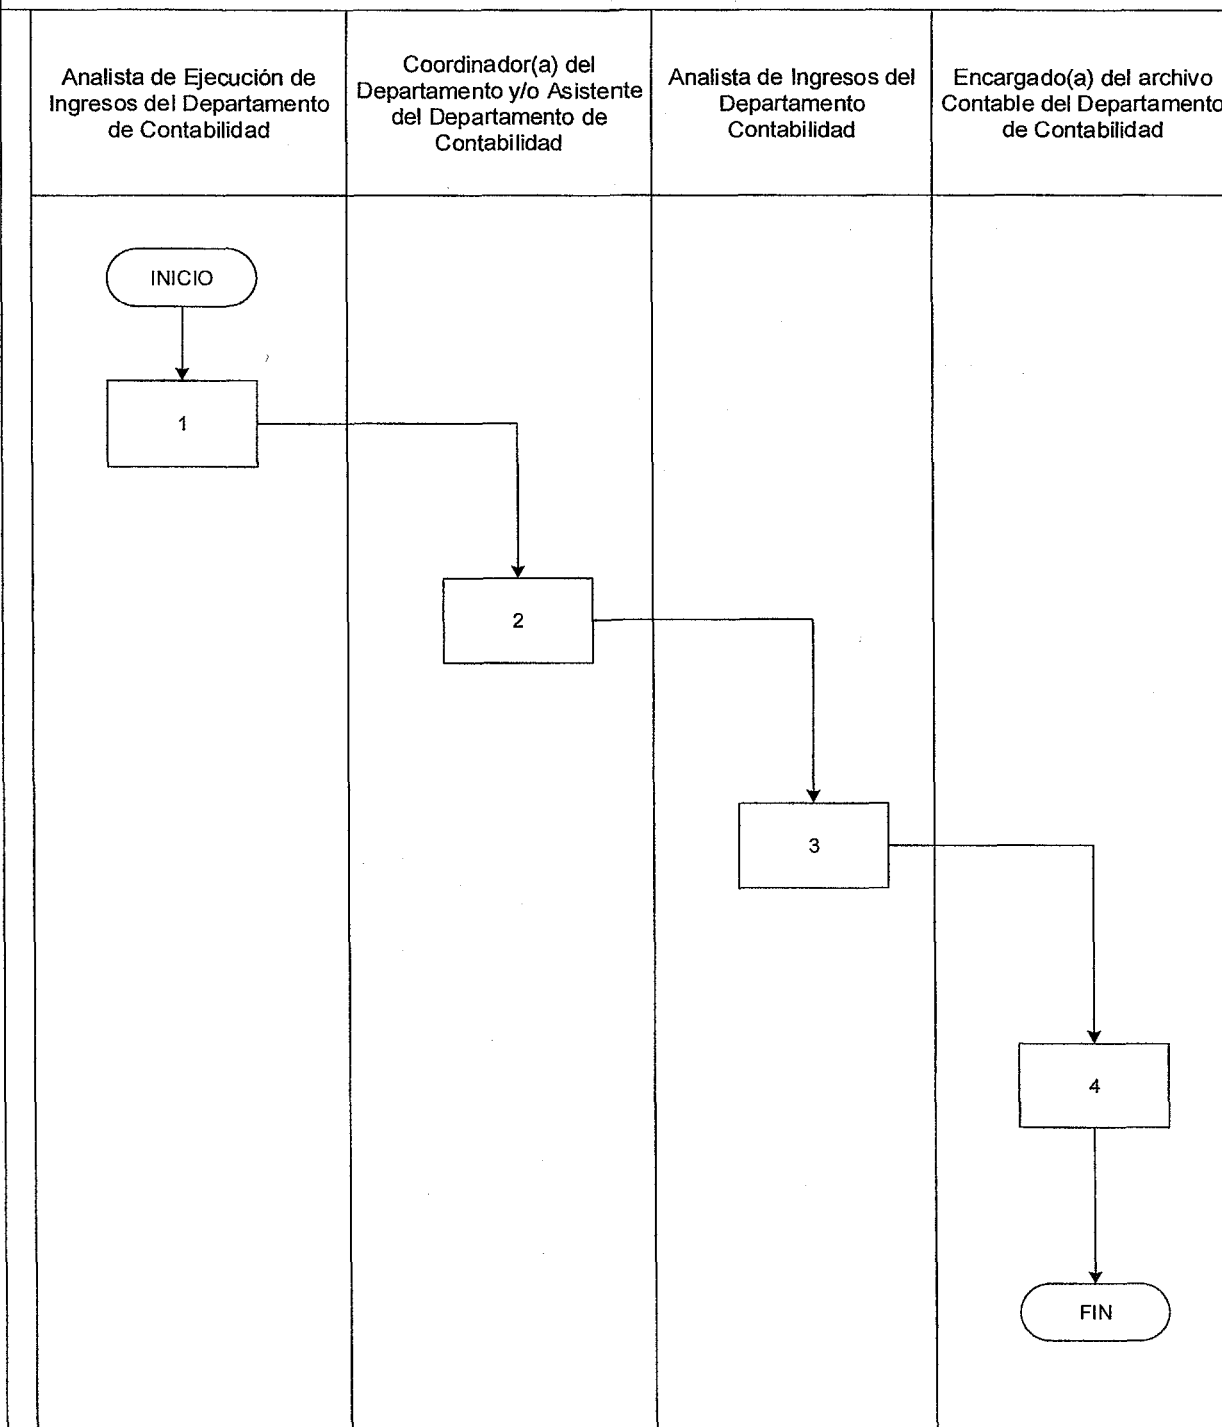 Analista de Ejecución de
Ingresos del Departamento
de Contabilidad
Coordinador(a) del
Departamento y/o Asistente
del Departamento de
Contabilidad
Analista de Ingresos del
Departamento
Contabilidad
Encargado(a) del archivo
Contable del Departamento
de Contabilidad
INICIO
1
2
3
4
FIN